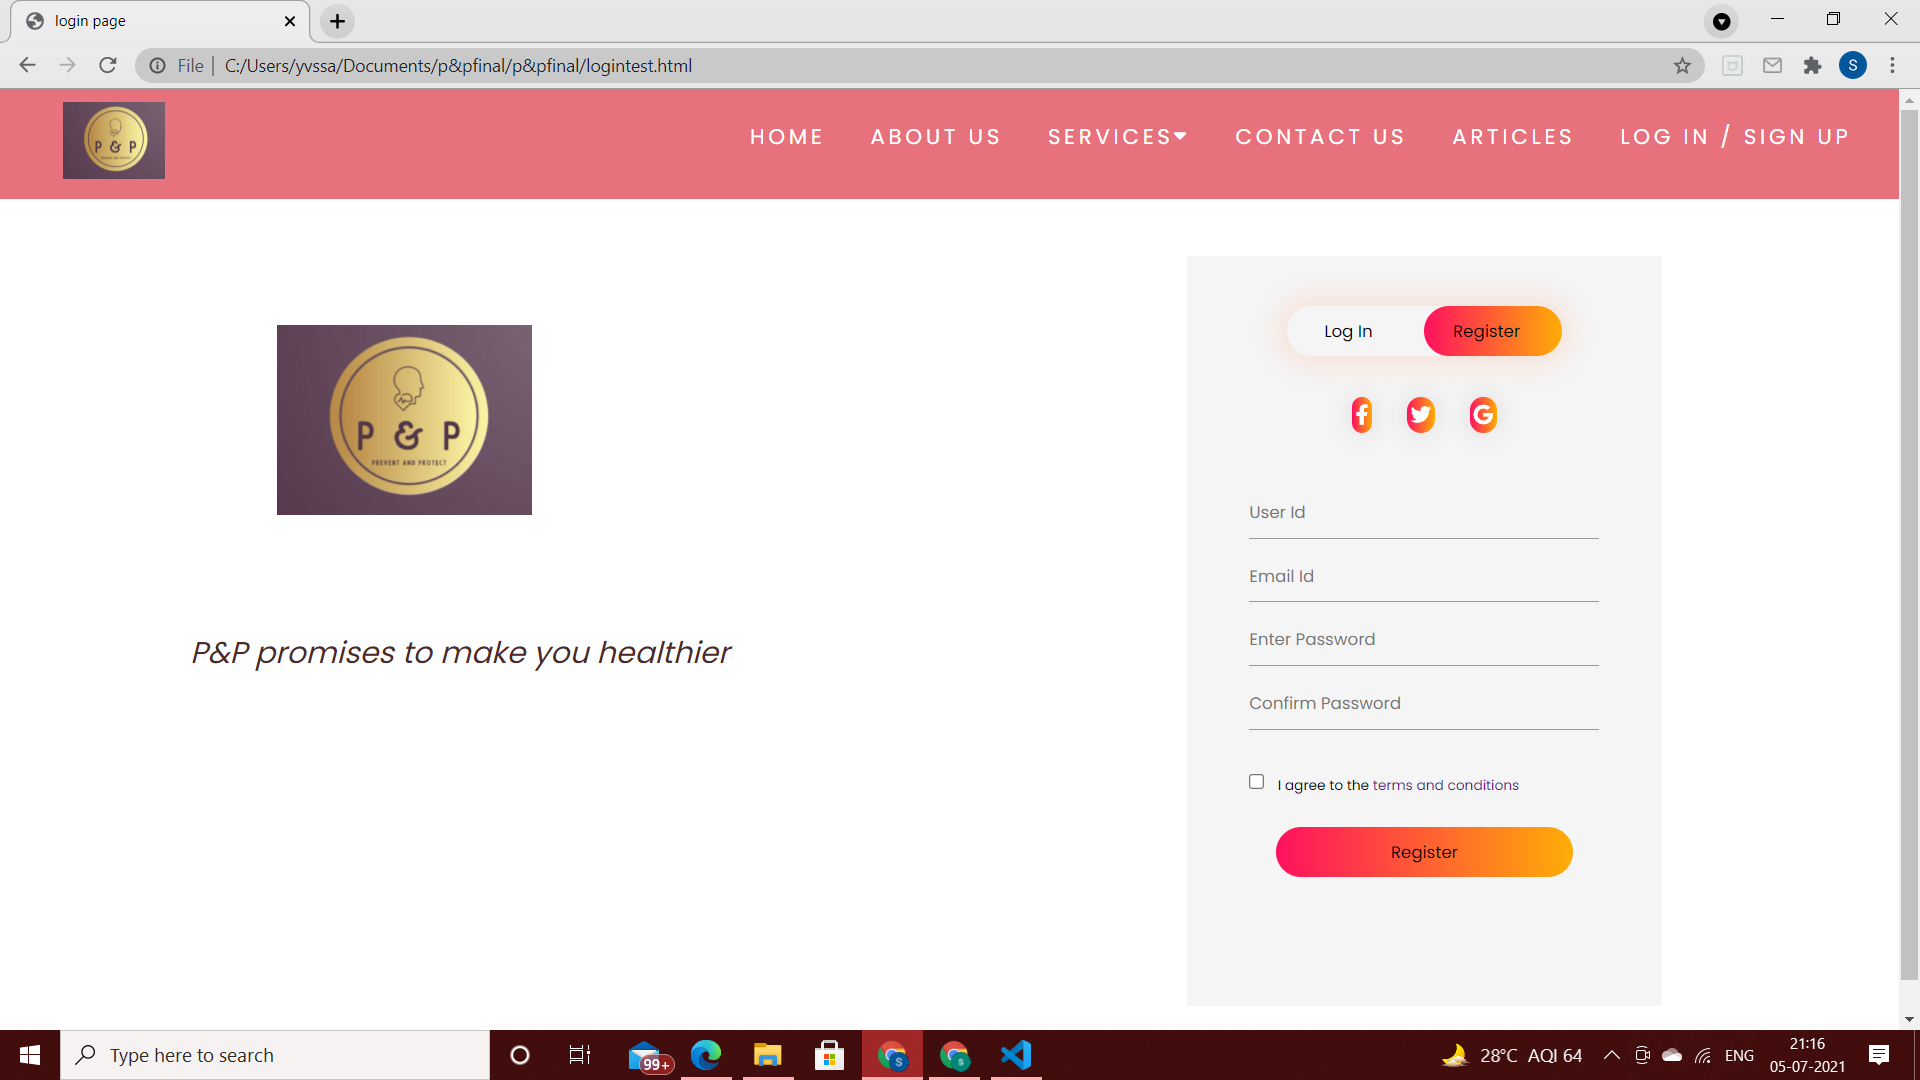 login page
File
C:/Users/yvssa/Documents/p&pfinal/p&pfinal/logintest.html
S
P & P
HOME
ABOUT US
SERVICES
CONTACT US
ARTICLES
LOG IN / SIGN UP
P & P
PREVENT AND PROTECT
P&P promises to make you healthier
Log In
Register
User Id
Email Id
Enter Password
Confirm Password
I agree to the terms and conditions
Register
Type here to search
99+
S
S
28°C AQI 64
ENG
21:16
05-07-2021